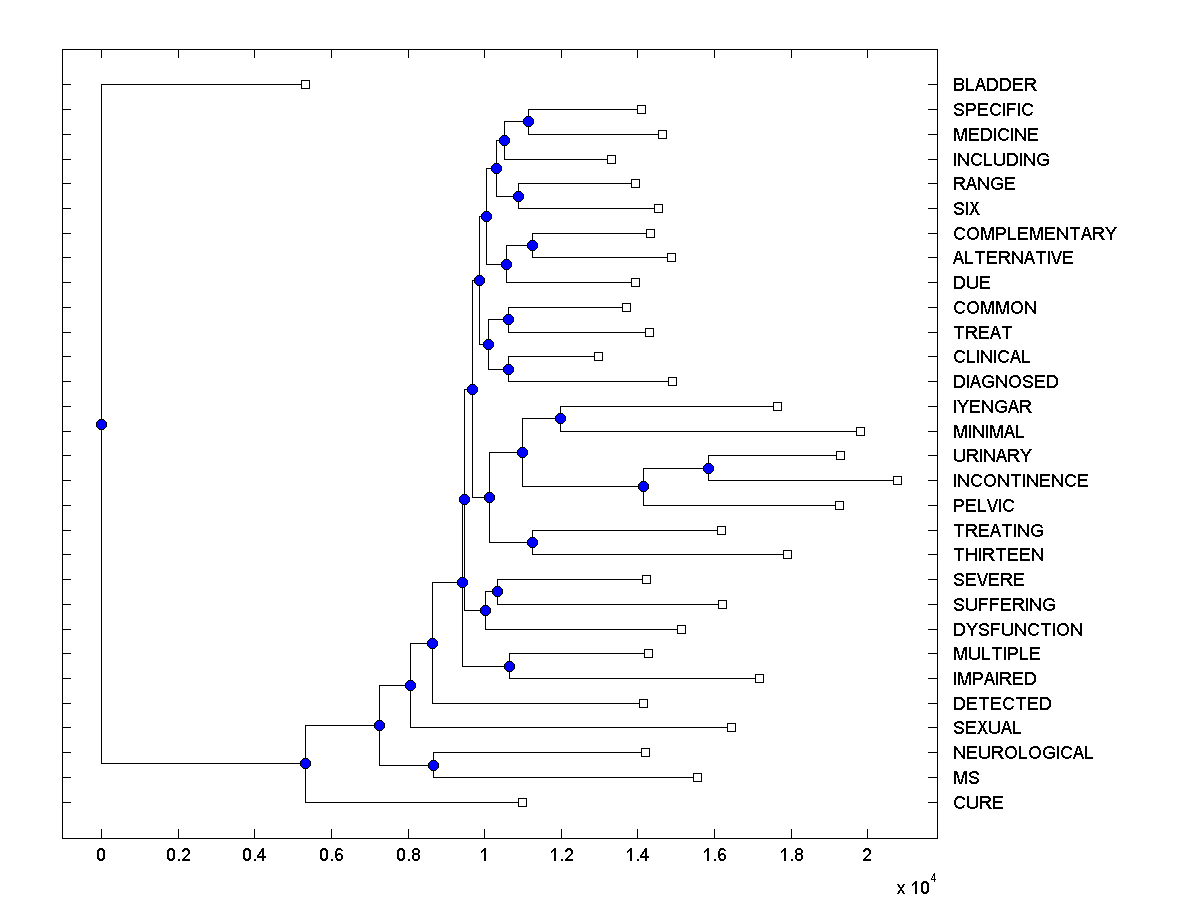 BLADDER
SPECIFIC
MEDICINE
INCLUDING
RANGE
SIX
COMPLEMENTARY
ALTERNATIVE
DUE
COMMON
TREAT
CLINICAL
DIAGNOSED
IYENGAR
MINIMAL
URINARY
INCONTINENCE
PELVIC
TREATING
THIRTEEN
SEVERE
SUFFERING
DYSFUNCTION
MULTIPLE
IMPAIRED
DETECTED
SEXUAL
NEUROLOGICAL
MS
CURE
0 0.2 0.4 0.6 0.8 1 1.2 1.4 1.6 1.8 2
x 10^4